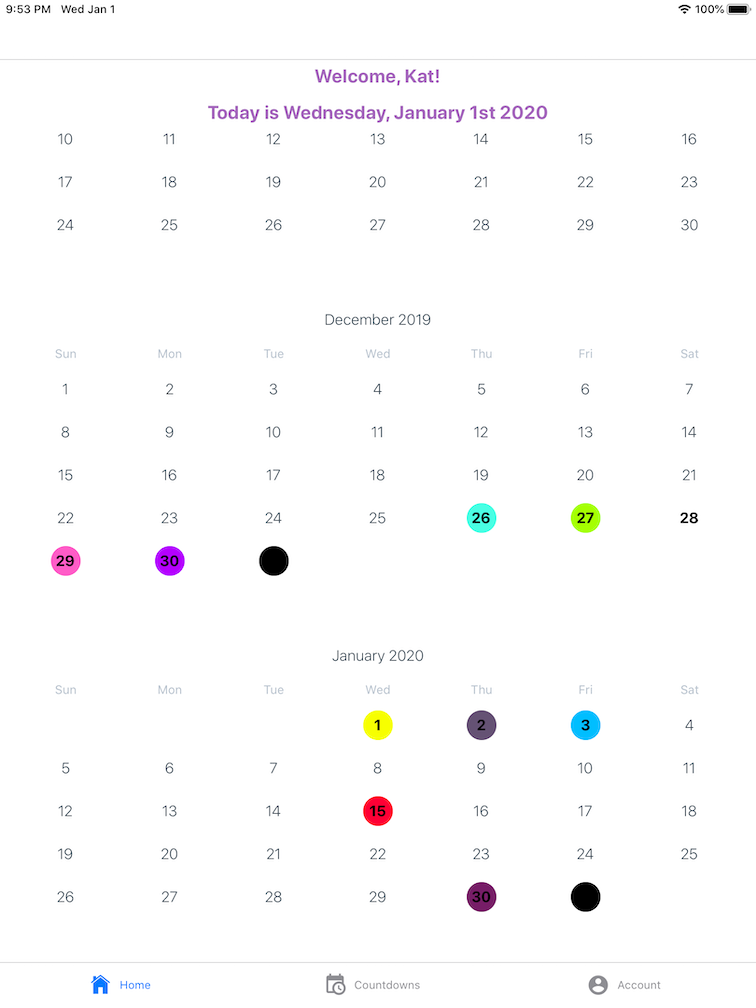 9:53 PM Wed Jan 1 100%
Welcome, Kat!
Today is Wednesday, January 1st 2020
10 11 12 13 14 15 16
17 18 19 20 21 22 23
24 25 26 27 28 29 30
December 2019
Sun Mon Tue Wed Thu Fri Sat
1 2 3 4 5 6 7
8 9 10 11 12 13 14
15 16 17 18 19 20 21
22 23 24 25 26 27 28
29 30
January 2020
Sun Mon Tue Wed Thu Fri Sat
1 2 3 4
5 6 7 8 9 10 11
12 13 14 15 16 17 18
19 20 21 22 23 24 25
26 27 28 29 30
Home Countdowns Account